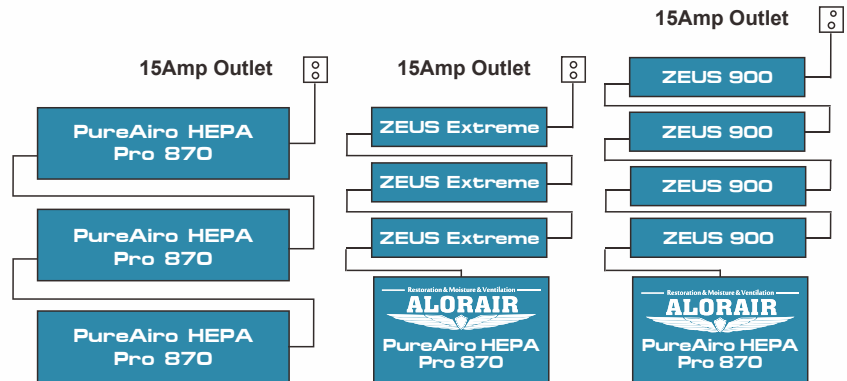 15Amp Outlet
PureAiro HEPA
Pro 870
PureAiro HEPA
Pro 870
PureAiro HEPA
Pro 870
15Amp Outlet
ZEUS Extreme
ZEUS Extreme
ZEUS Extreme
Restoration & Moisture & Ventilation
ALORAIR
PureAiro HEPA
Pro 870
15Amp Outlet
ZEUS 900
ZEUS 900
ZEUS 900
ZEUS 900
Restoration & Moisture & Ventilation
ALORAIR
PureAiro HEPA
Pro 870